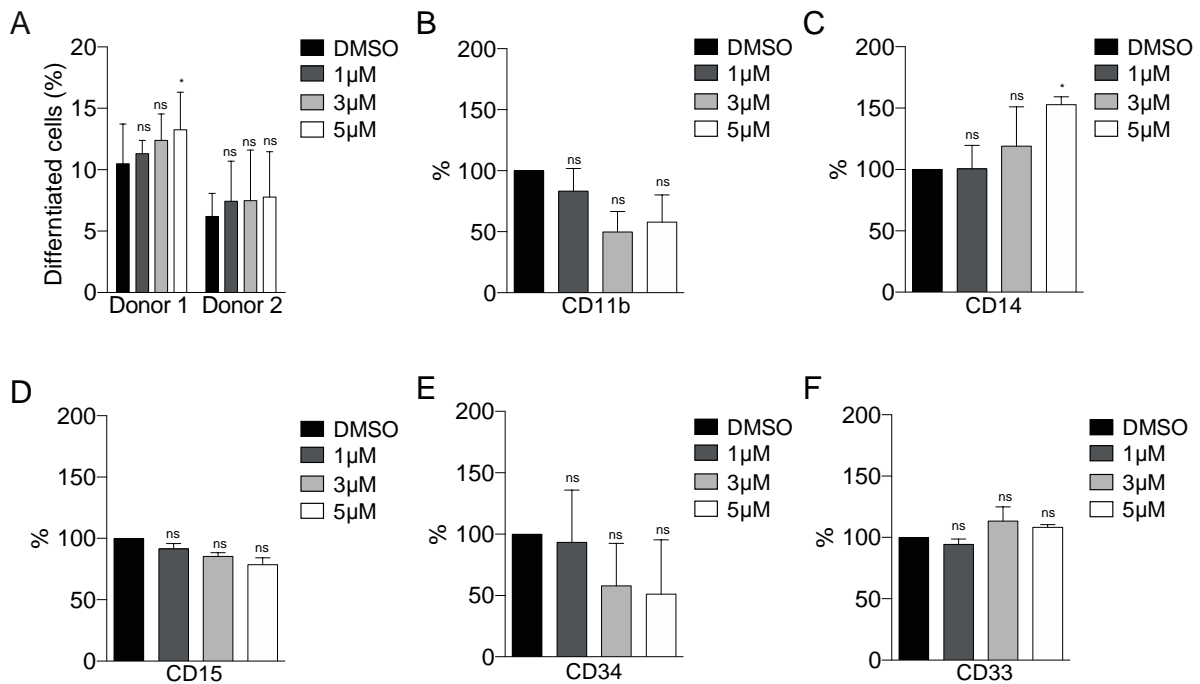 A
Differntiated cells (%)
20
15
10
5
0
ns
ns
*
ns
ns
ns
Donor 1
Donor 2
DMSO
1µM
3µM
5µM
B
%
200
150
100
50
0
ns
ns
ns
CD11b
DMSO
1µM
3µM
5µM
C
%
200
150
100
50
0
ns
ns
*
CD14
DMSO
1µM
3µM
5µM
D
%
200
150
100
50
0
ns
ns
ns
CD15
DMSO
1µM
3µM
5µM
E
%
200
150
100
50
0
ns
ns
ns
CD34
DMSO
1µM
3µM
5µM
F
%
200
150
100
50
0
ns
ns
ns
CD33
DMSO
1µM
3µM
5µM